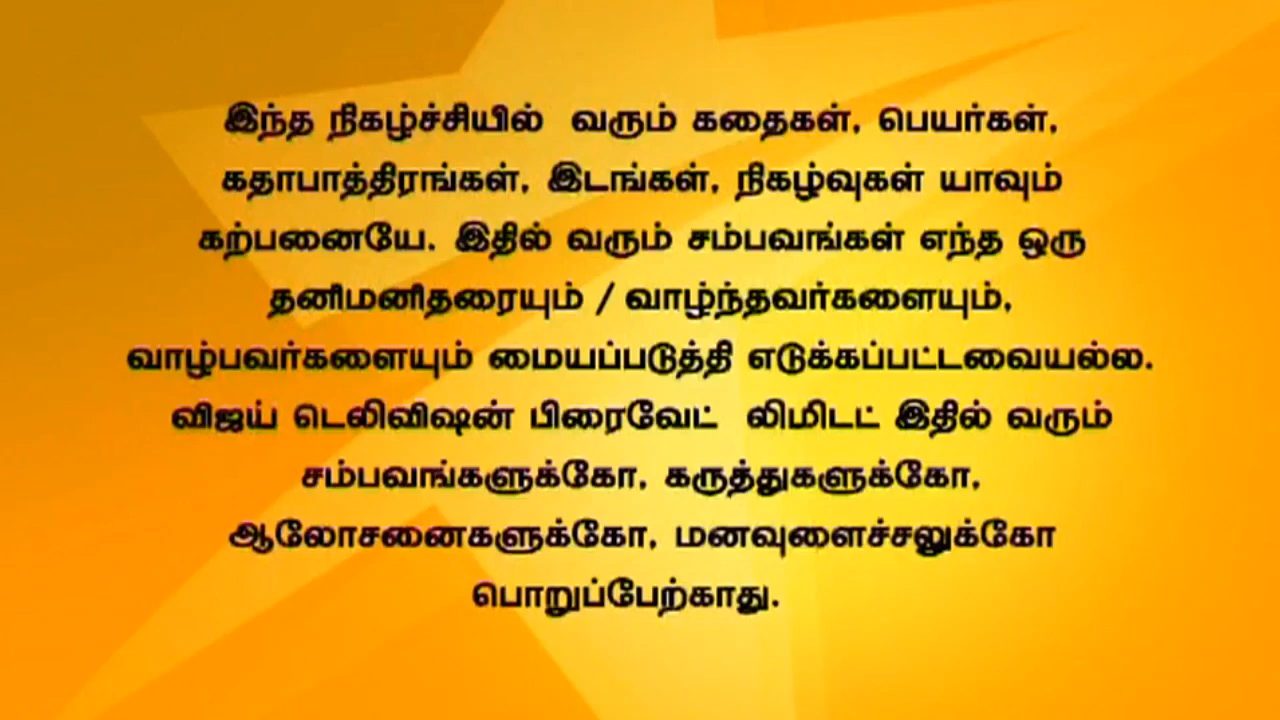 இந்த நிகழ்ச்சியில் வரும் கதைகள், பெயர்கள்,
கதாபாத்திரங்கள், இடங்கள், நிகழ்வுகள் யாவும்
கற்பனையே. இதில் வரும் சம்பவங்கள் எந்த ஒரு
தனிமனிதரையும் / வாழ்ந்தவர்களையும்,
வாழ்பவர்களையும் மையப்படுத்தி எடுக்கப்பட்டவையல்ல.
விஜய் டெலிவிஷன் பிரைவேட் லிமிடட் இதில் வரும்
சம்பவங்களுக்கோ, கருத்துகளுக்கோ,
ஆலோசனைகளுக்கோ, மனவுளைச்சலுக்கோ
பொறுப்பேற்காது.